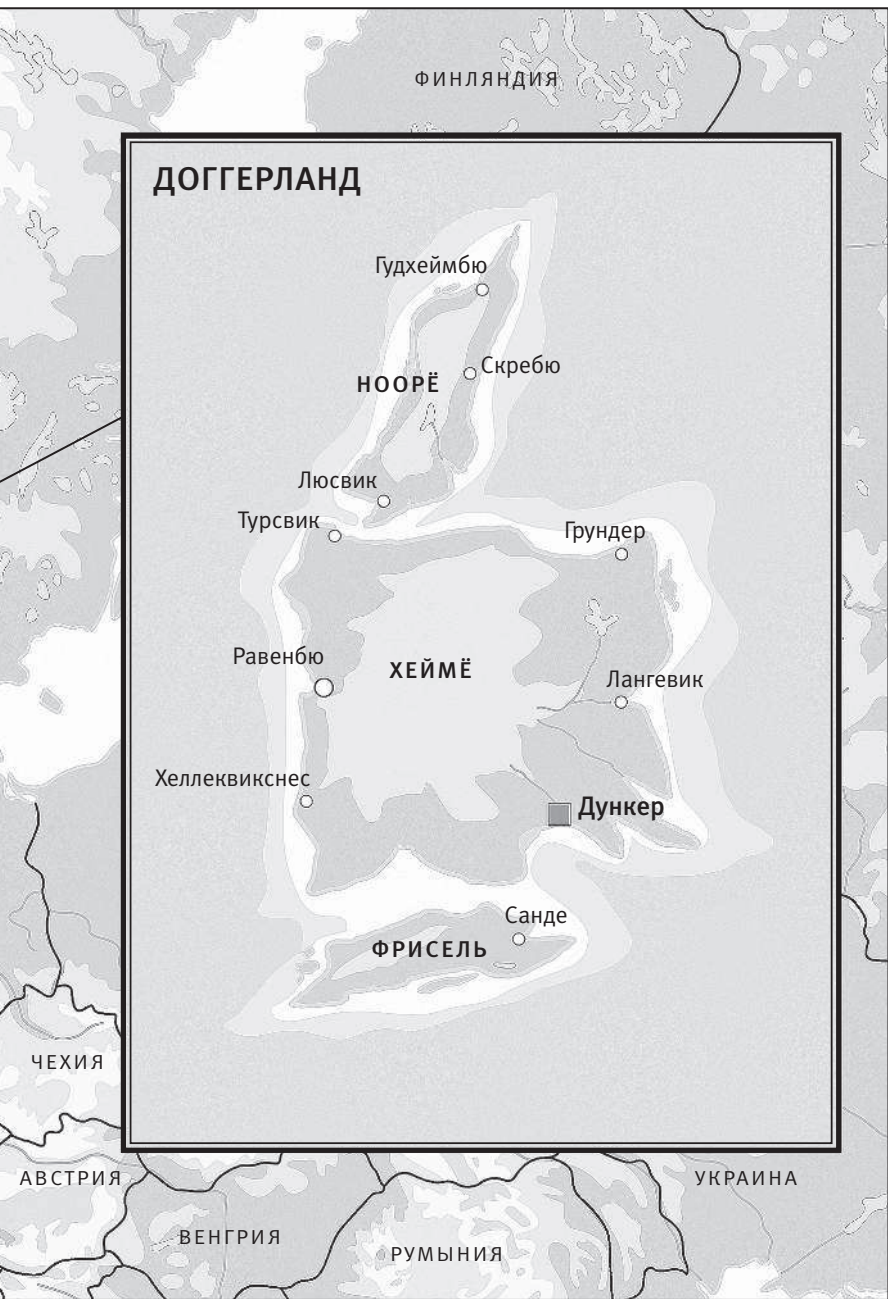 ФИНЛЯНДИЯ
ДОГГЕРЛАНД
Гудхеймбю
Скребю
НООРЁ
Люсвик
Турсвик
Грундер
Равенбю
ХЕЙМЁ
Лангевик
Хеллеквикснес
Дункер
Санде
ФРИСЕЛЬ
ЧЕХИЯ
АВСТРИЯ
УКРАИНА
ВЕНГРИЯ
РУМЫНИЯ